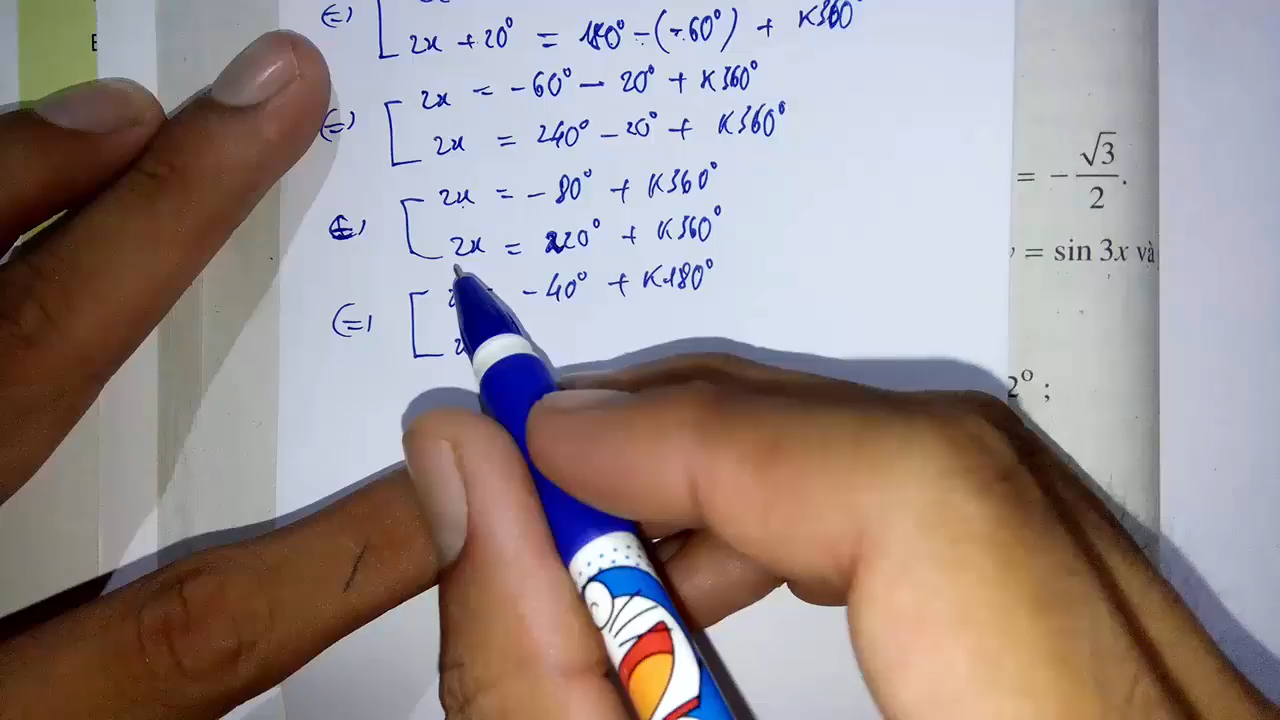 2x + 20° = 180° - (-60°) + K360°
(=) [ 2x = -60° - 20° + K360°
2x = 240° - 20° + K360°
(=) [ 2x = -80° + K360°
2x = 220° + K360°
(=) [ -40° + K180°
= -√3/2.
= sin 3x và
2° ;